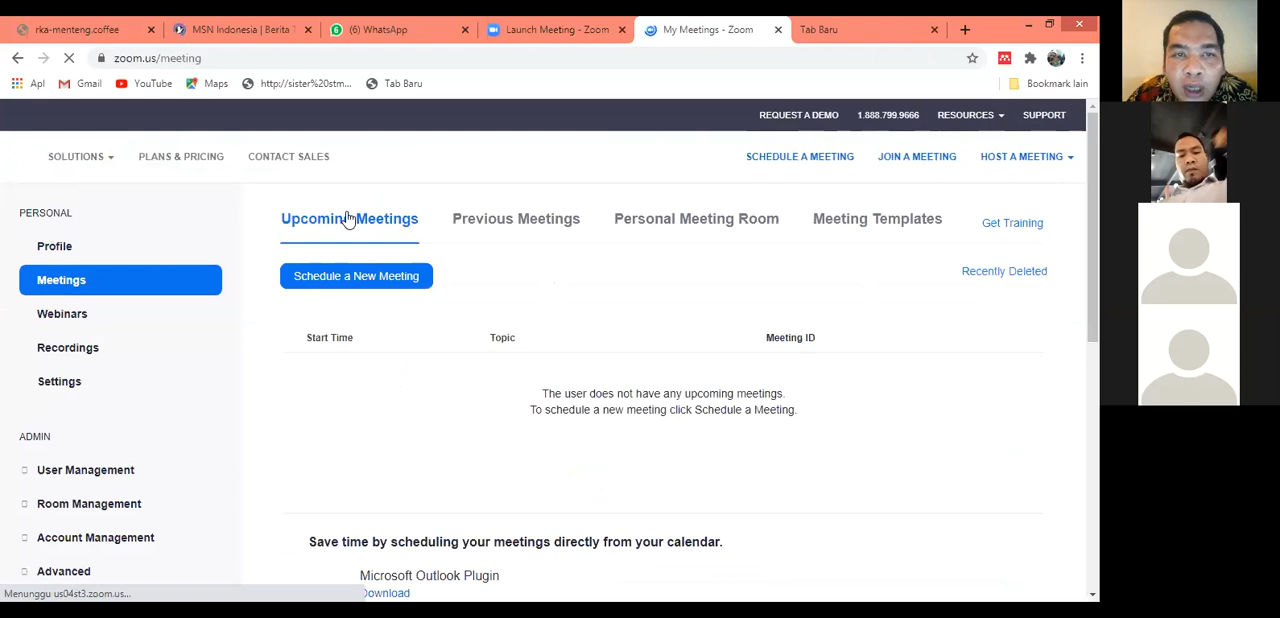 rka-menteng.coffee
MSN Indonesia | Berita T
(6) WhatsApp
Launch Meeting - Zoom
My Meetings - Zoom
Tab Baru
zoom.us/meeting
Apl
Gmail
YouTube
Maps
http://sister%20stm...
Tab Baru
Bookmark lain
REQUEST A DEMO
1.888.799.9666
RESOURCES
SUPPORT
SOLUTIONS
PLANS & PRICING
CONTACT SALES
SCHEDULE A MEETING
JOIN A MEETING
HOST A MEETING
PERSONAL
Profile
Meetings
Webinars
Recordings
Settings
ADMIN
User Management
Room Management
Account Management
Advanced
Upcoming Meetings
Previous Meetings
Personal Meeting Room
Meeting Templates
Get Training
Schedule a New Meeting
Recently Deleted
Start Time
Topic
Meeting ID
The user does not have any upcoming meetings.
To schedule a new meeting click Schedule a Meeting.
Save time by scheduling your meetings directly from your calendar.
Microsoft Outlook Plugin
Download
Menunggu us04st3.zoom.us...